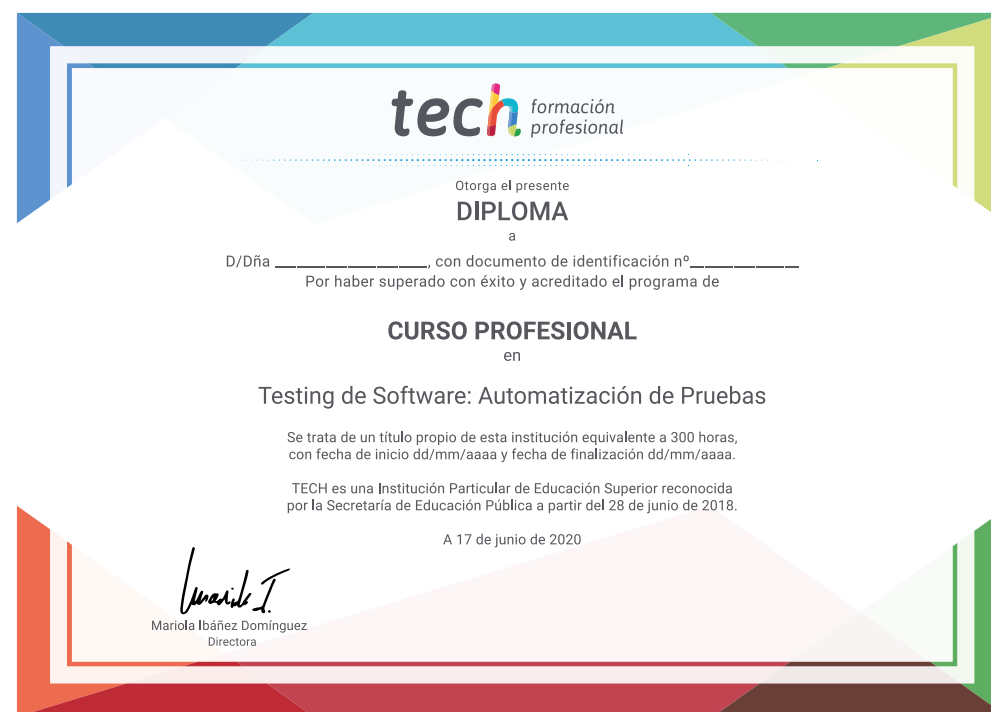 tech formación
profesional
Otorga el presente
DIPLOMA
a
D/Dña ____________________, con documento de identificación nº______________
Por haber superado con éxito y acreditado el programa de
CURSO PROFESIONAL
en
Testing de Software: Automatización de Pruebas
Se trata de un título propio de esta institución equivalente a 300 horas,
con fecha de inicio dd/mm/aaaa y fecha de finalización dd/mm/aaaa.
TECH es una Institución Particular de Educación Superior reconocida
por la Secretaría de Educación Pública a partir del 28 de junio de 2018.
A 17 de junio de 2020
Mariola Ibáñez Domínguez
Directora